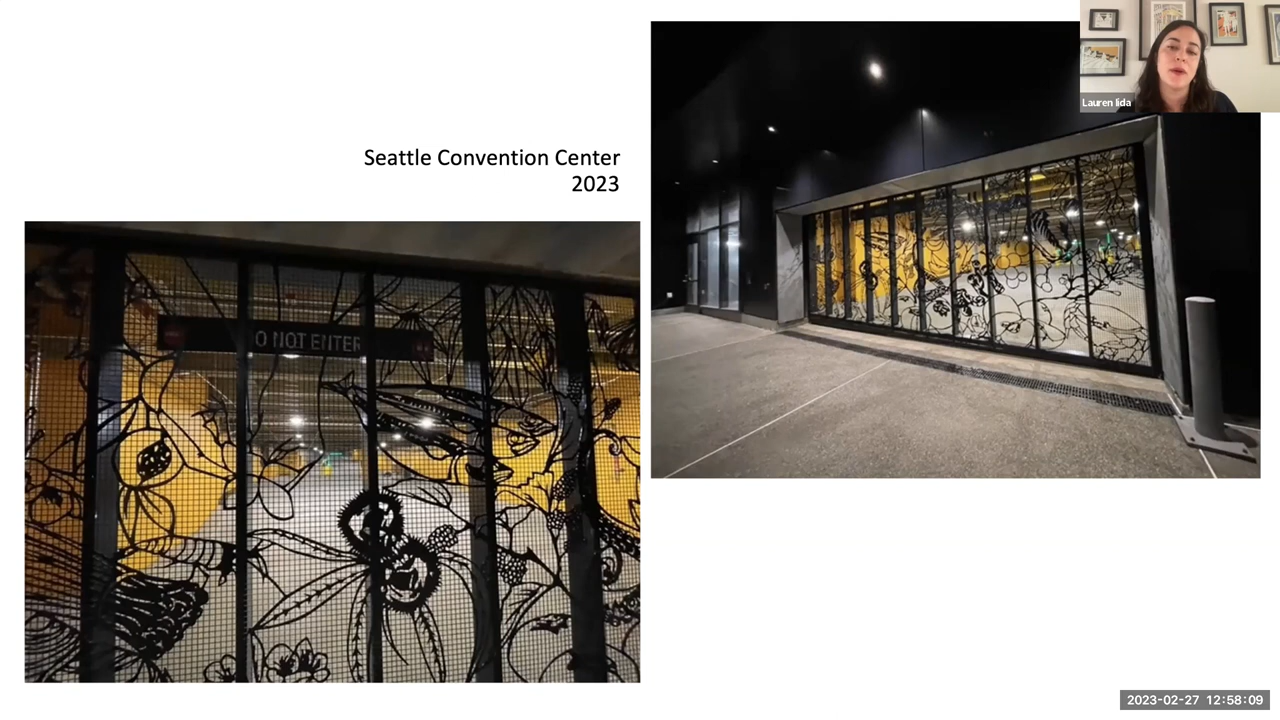 Lauren Iida
Seattle Convention Center
2023
O NOT ENTER
2023-02-27 12:58:09